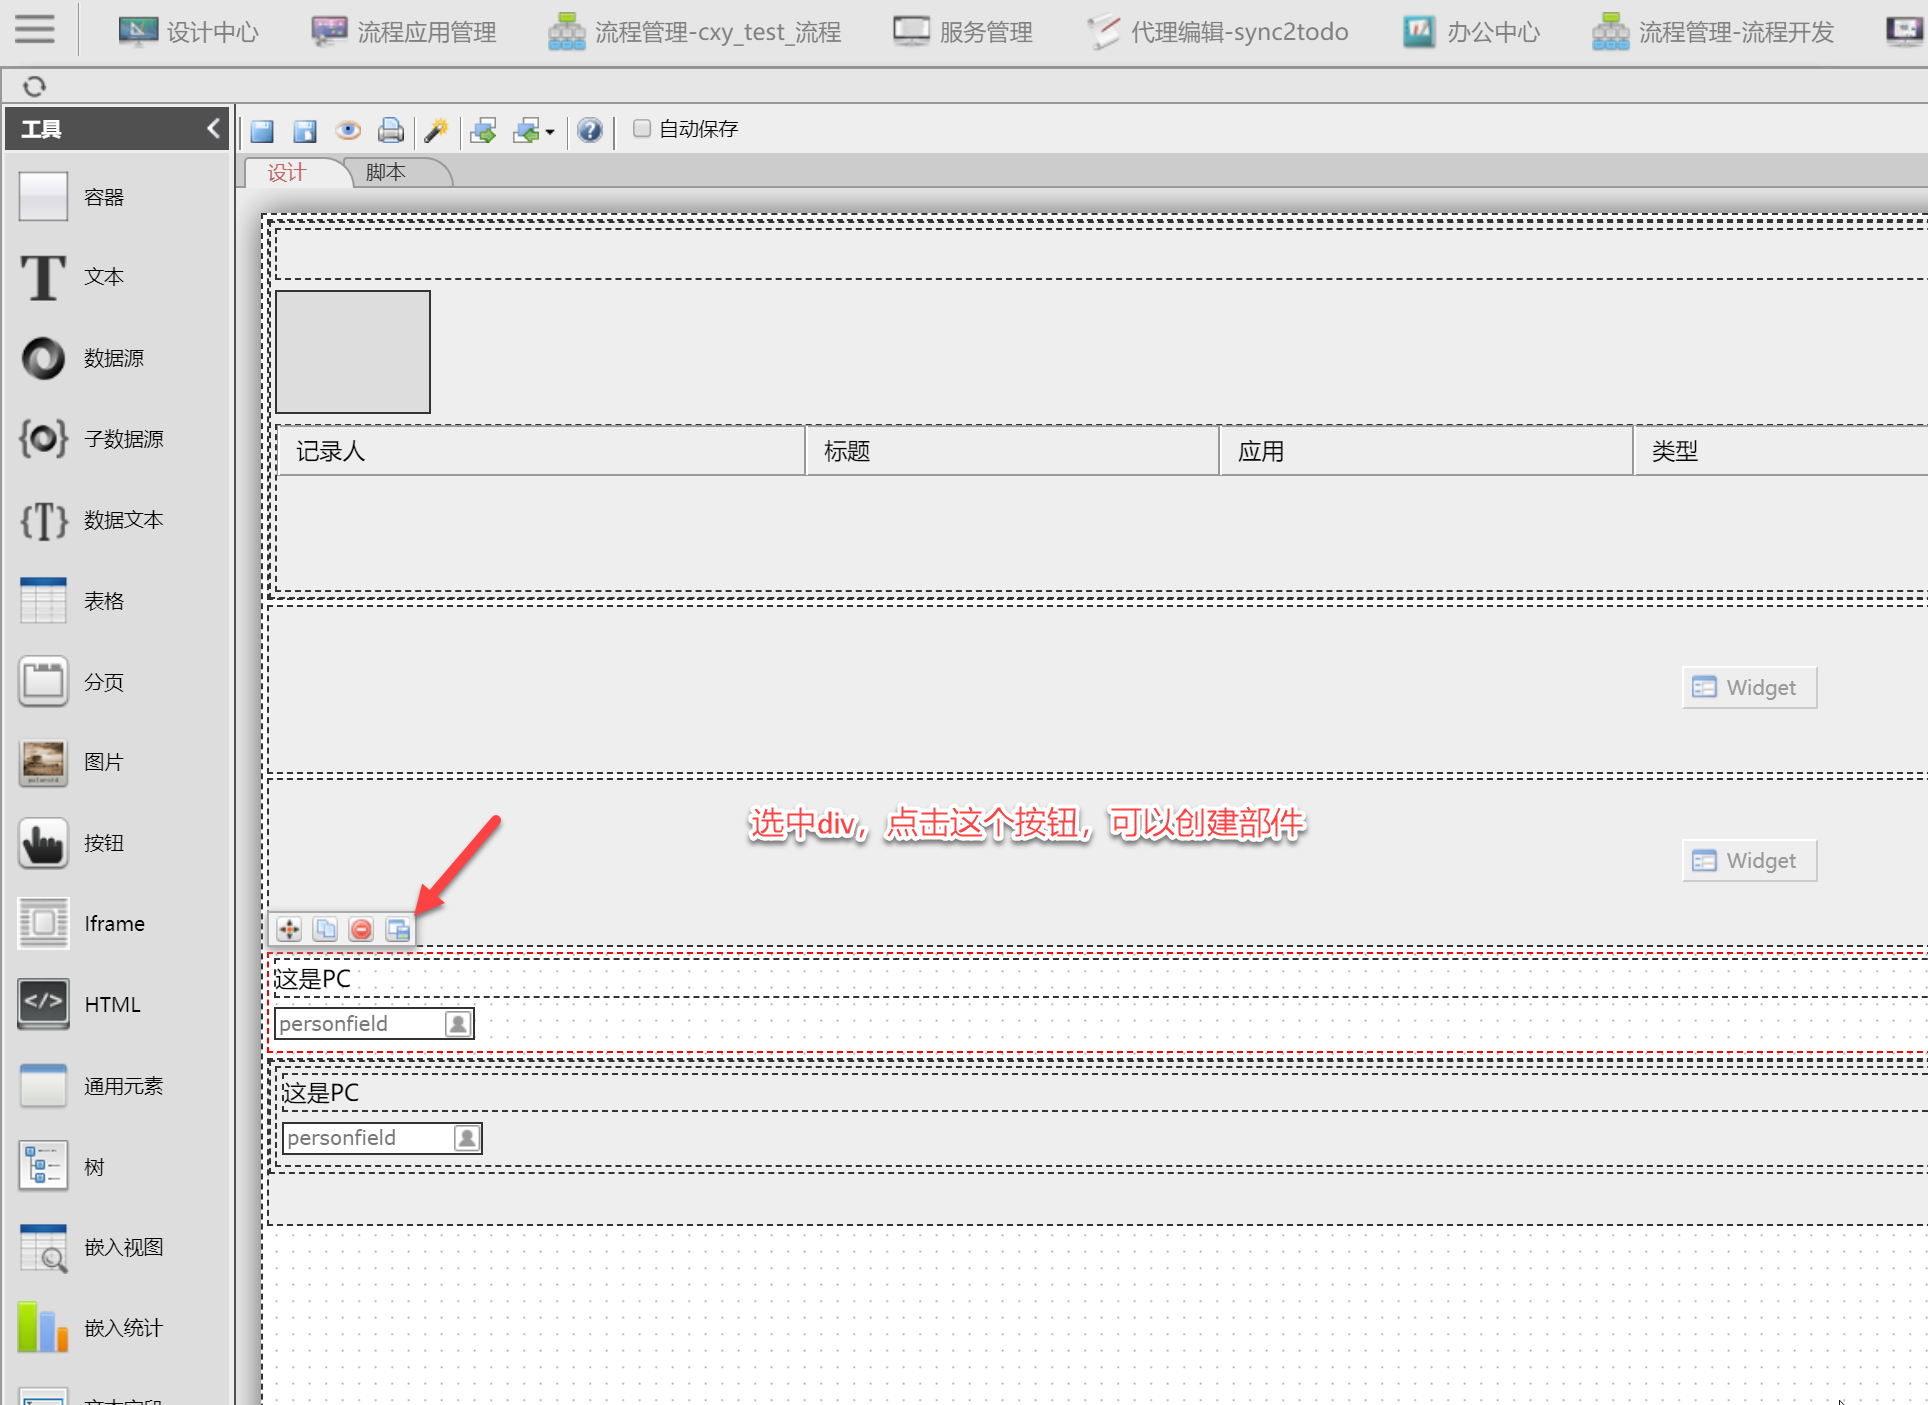 设计中心 流程应用管理 流程管理-cxy_test_流程 服务管理 代理编辑-sync2todo 办公中心 流程管理-流程开发
工具
自动保存
设计 脚本
容器
文本
数据源
子数据源
数据文本
表格
分页
图片
按钮
Iframe
HTML
通用元素
树
嵌入视图
嵌入统计
记录人 标题 应用 类型
Widget
选中div，点击这个按钮，可以创建部件
Widget
这是PC
personfield
这是PC
personfield